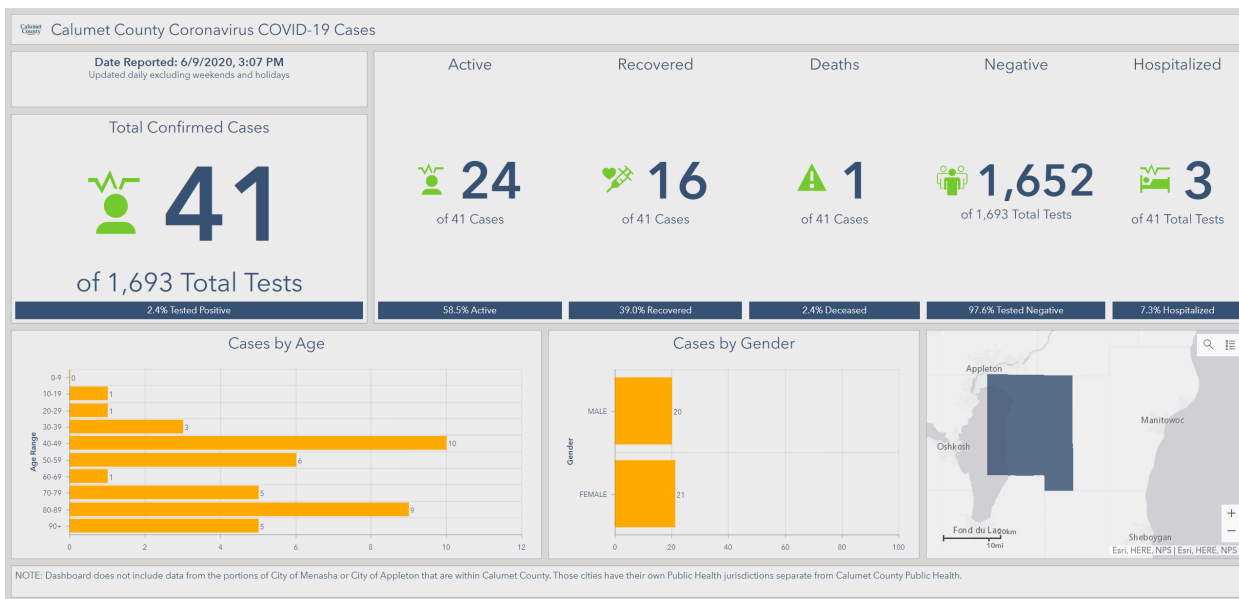 Calumet
County
Calumet County Coronavirus COVID-19 Cases
Date Reported: 6/9/2020, 3:07 PM
Updated daily excluding weekends and holidays
Total Confirmed Cases
41
of 1,693 Total Tests
2.4% Tested Positive
Active
24
of 41 Cases
58.5% Active
Recovered
16
of 41 Cases
39.0% Recovered
Deaths
1
of 41 Cases
2.4% Deceased
Negative
1,652
of 1,693 Total Tests
97.6% Tested Negative
Hospitalized
3
of 41 Total Tests
7.3% Hospitalized
Cases by Age
Age Range
0-9 0
10-19 1
20-29 1
30-39 3
40-49 10
50-59 6
60-69 1
70-79 5
80-89 9
90+ 5
0 2 4 6 8 10 12
Cases by Gender
Gender
MALE 20
FEMALE 21
0 20 40 60 80 100
Appleton
Manitowoc
Oshkosh
+
−
Fond du Lac
10mi
Sheboygan
Esri, HERE, NPS | Esri, HERE, NPS
NOTE: Dashboard does not include data from the portions of City of Menasha or City of Appleton that are within Calumet County. Those cities have their own Public Health jurisdictions separate from Calumet County Public Health.